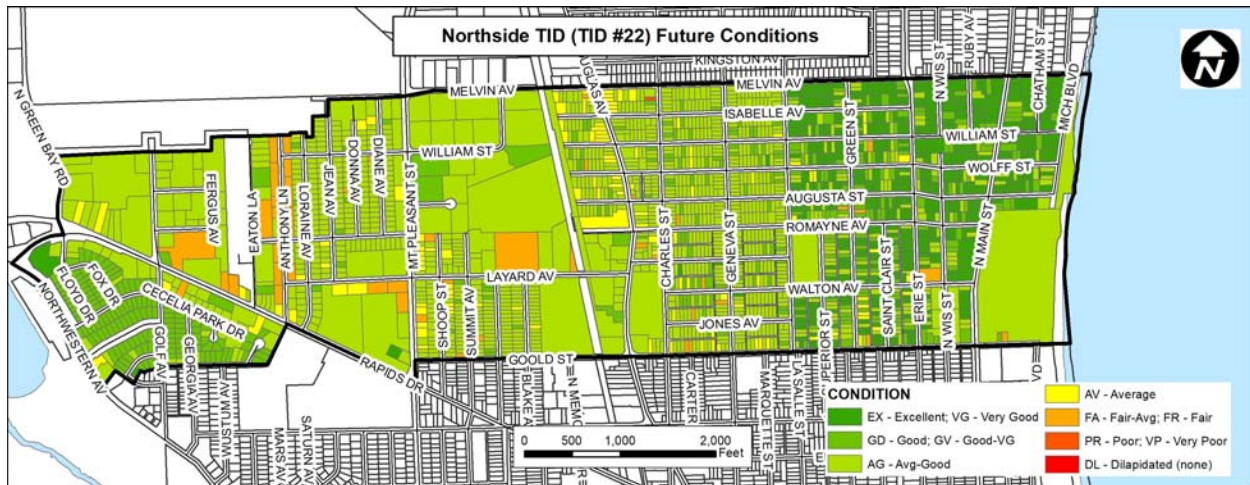 Northside TID (TID #22) Future Conditions
N
KINGSTON AV
MELVIN AV
MELVIN AV
ISABELLE AV
WILLIAM ST
WILLIAM ST
WOLFF ST
AUGUSTA ST
ROMAYNE AV
LAYARD AV
WALTON AV
JONES AV
GOOLD ST
N GREEN BAY RD
FERGUS AV
EATON LA
ANTHONY LN
LORAINE AV
JEAN AV
DONNA AV
DIANE AV
MT PLEASANT ST
UGLAS AV
CHARLES ST
GENEVA ST
GREEN ST
N WIS ST
RUBY AV
CHATHAM ST
MICH BLVD
N MAIN ST
SAINT CLAIR ST
ERIE ST
N WIS ST
SHOOP ST
SUMMIT AV
FLOYD DR
FOX DR
CECELIA PARK DR
NORTHWESTERN AV
GOLF AV
GEORGIA AV
RAPIDS DR
SATURN AV
MARS AV
BLAKE A
N MEMO
CARTER
MARQUETTE ST
LA SALLE ST
PERIOR ST
VD
0 500 1,000 2,000
Feet
CONDITION
EX - Excellent; VG - Very Good
GD - Good; GV - Good-VG
AG - Avg-Good
AV - Average
FA - Fair-Avg; FR - Fair
PR - Poor; VP - Very Poor
DL - Dilapidated (none)